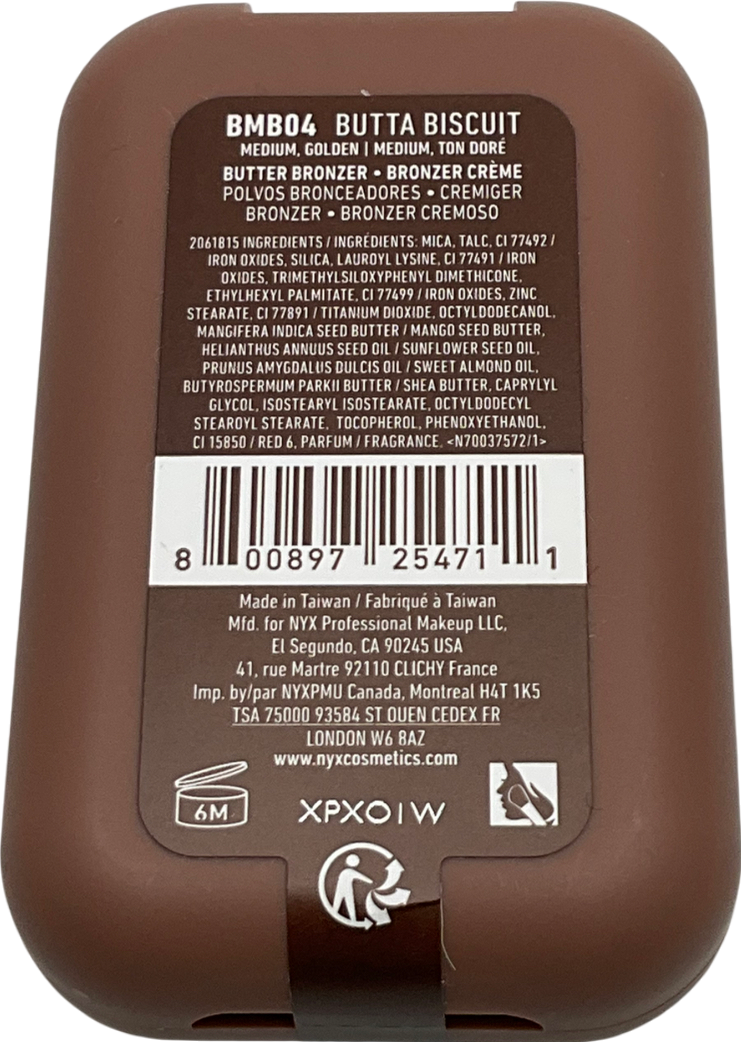 BMB04 BUTTA BISCUIT
MEDIUM, GOLDEN | MEDIUM, TON DORÉ
BUTTER BRONZER • BRONZER CRÈME
POLVOS BRONCEADORES • CREMIGER
BRONZER • BRONZER CREMOSO
2061815 INGREDIENTS / INGRÉDIENTS: MICA, TALC, CI 77492 /
IRON OXIDES, SILICA, LAUROYL LYSINE, CI 77491 / IRON
OXIDES, TRIMETHYLSILOXYPHENYL DIMETHICONE,
ETHYLHEXYL PALMITATE, CI 77499 / IRON OXIDES, ZINC
STEARATE, CI 77891 / TITANIUM DIOXIDE, OCTYLDODECANOL,
MANGIFERA INDICA SEED BUTTER / MANGO SEED BUTTER,
HELIANTHUS ANNUUS SEED OIL / SUNFLOWER SEED OIL,
PRUNUS AMYGDALUS DULCIS OIL / SWEET ALMOND OIL,
BUTYROSPERMUM PARKII BUTTER / SHEA BUTTER, CAPRYLYL
GLYCOL, ISOSTEARYL ISOSTEARATE, OCTYLDODECYL
STEAROYL STEARATE, TOCOPHEROL, PHENOXYETHANOL,
CI 15850 / RED 6, PARFUM / FRAGRANCE. <N70037572/1>
8 00897 25471 1
Made in Taiwan / Fabriqué à Taiwan
Mfd. for NYX Professional Makeup LLC,
El Segundo, CA 90245 USA
41, rue Martre 92110 CLICHY France
Imp. by/par NYXPMU Canada, Montreal H4T 1K5
TSA 75000 93584 ST OUEN CEDEX FR
LONDON W6 8AZ
www.nyxcosmetics.com
6M XPXO|W